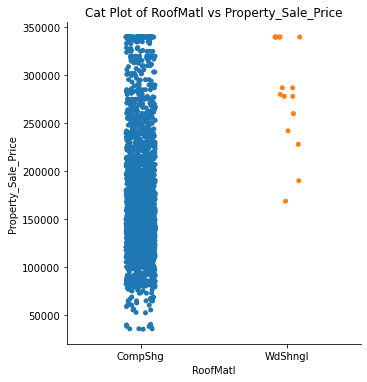 Cat Plot of RoofMatl vs Property_Sale_Price
350000
300000
250000
200000
150000
100000
50000
Property_Sale_Price
CompShg
WdShngl
RoofMatl